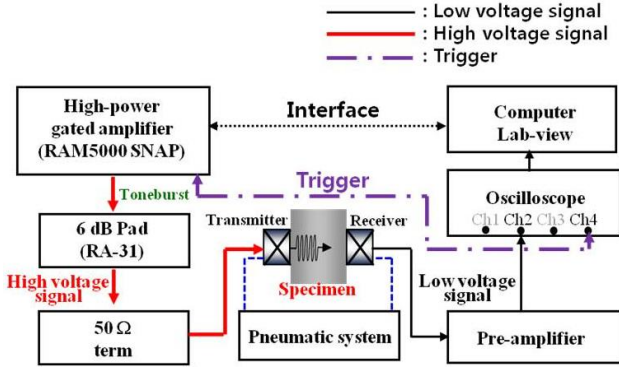 : Low voltage signal
: High voltage signal
: Trigger
High-power
gated amplifier
(RAM5000 SNAP)
Interface
Computer
Lab-view
Toneburst
Trigger
Oscilloscope
Ch1 Ch2 Ch3 Ch4
6 dB Pad
(RA-31)
Transmitter
Receiver
High voltage
signal
Specimen
Low voltage
signal
50 Ω
term
Pneumatic system
Pre-amplifier